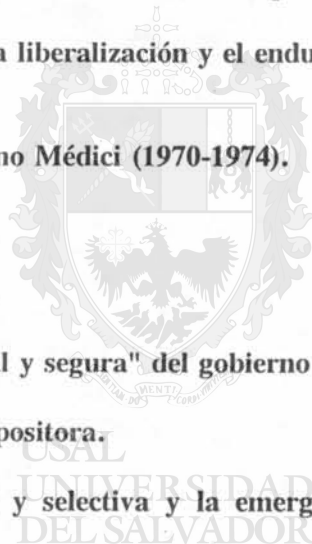 a liberalización y el endu
no Médici (1970-1974).
l y segura" del gobierno
positora.
USAL
UNIVERSIDAD
y selectiva y la emerg
DEL SALVADOR